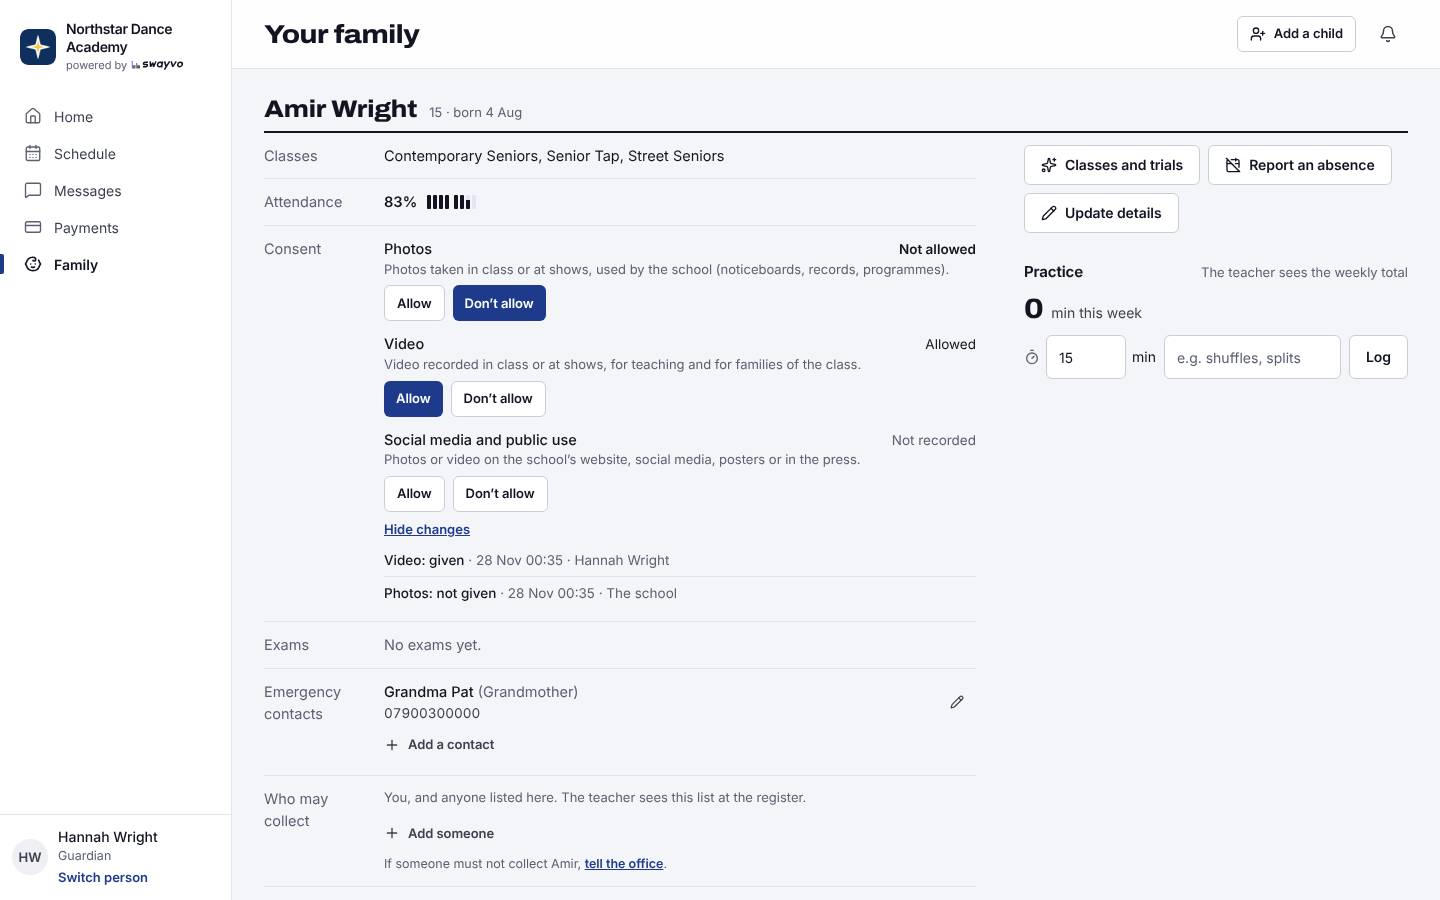 Northstar Dance
Academy
powered by swayvo
Home
Schedule
Messages
Payments
Family
Hannah Wright
HW
Guardian
Switch person
Your family
Add a child
Amir Wright 15 · born 4 Aug
Classes Contemporary Seniors, Senior Tap, Street Seniors
Attendance 83%
Consent Photos Not allowed
Photos taken in class or at shows, used by the school (noticeboards, records, programmes).
Allow Don’t allow
Video Allowed
Video recorded in class or at shows, for teaching and for families of the class.
Allow Don’t allow
Social media and public use Not recorded
Photos or video on the school’s website, social media, posters or in the press.
Allow Don’t allow
Hide changes
Video: given · 28 Nov 00:35 · Hannah Wright
Photos: not given · 28 Nov 00:35 · The school
Exams No exams yet.
Emergency
contacts
Grandma Pat (Grandmother)
07900300000
Add a contact
Who may
collect
You, and anyone listed here. The teacher sees this list at the register.
Add someone
If someone must not collect Amir, tell the office.
Classes and trials Report an absence
Update details
Practice The teacher sees the weekly total
0 min this week
15 min e.g. shuffles, splits Log